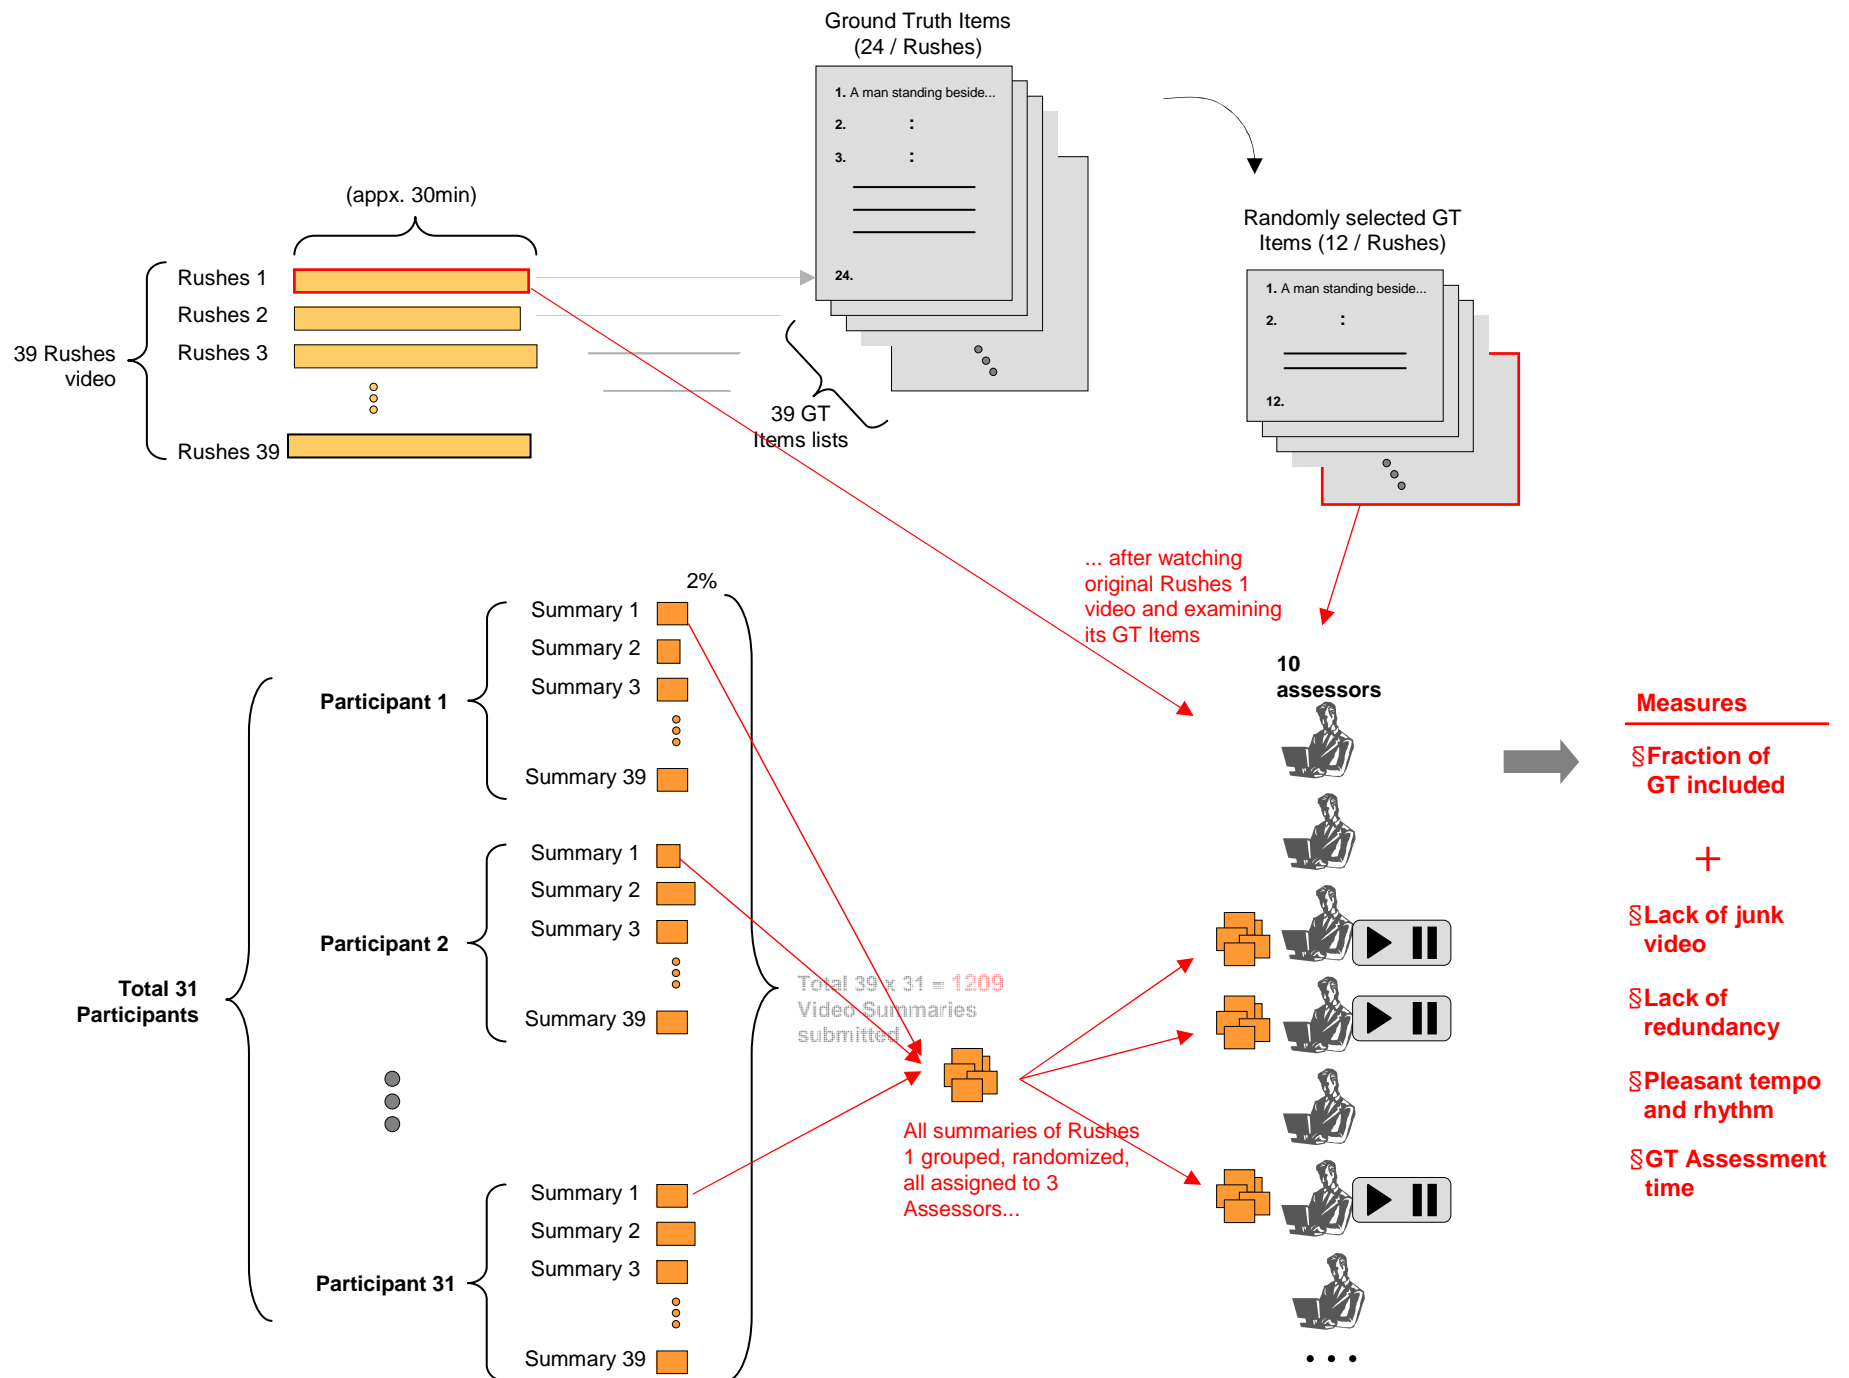 Ground Truth Items
(24 / Rushes)
1. A man standing beside...
2. :
3. :
24.
(appx. 30min)
Rushes 1
Rushes 2
Rushes 3
Rushes 39
39 Rushes
video
39 GT
Items lists
Randomly selected GT
Items (12 / Rushes)
1. A man standing beside...
2. :
12.
... after watching
original Rushes 1
video and examining
its GT Items
2%
Summary 1
Summary 2
Summary 3
Summary 39
Participant 1
Summary 1
Summary 2
Summary 3
Summary 39
Participant 2
Total 31
Participants
Summary 1
Summary 2
Summary 3
Summary 39
Participant 31
Total 39 x 31 = 1209
Video Summaries
submitted
All summaries of Rushes
1 grouped, randomized,
all assigned to 3
Assessors...
10
assessors
. . .
Measures
§Fraction of
GT included
+
§Lack of junk
video
§Lack of
redundancy
§Pleasant tempo
and rhythm
§GT Assessment
time